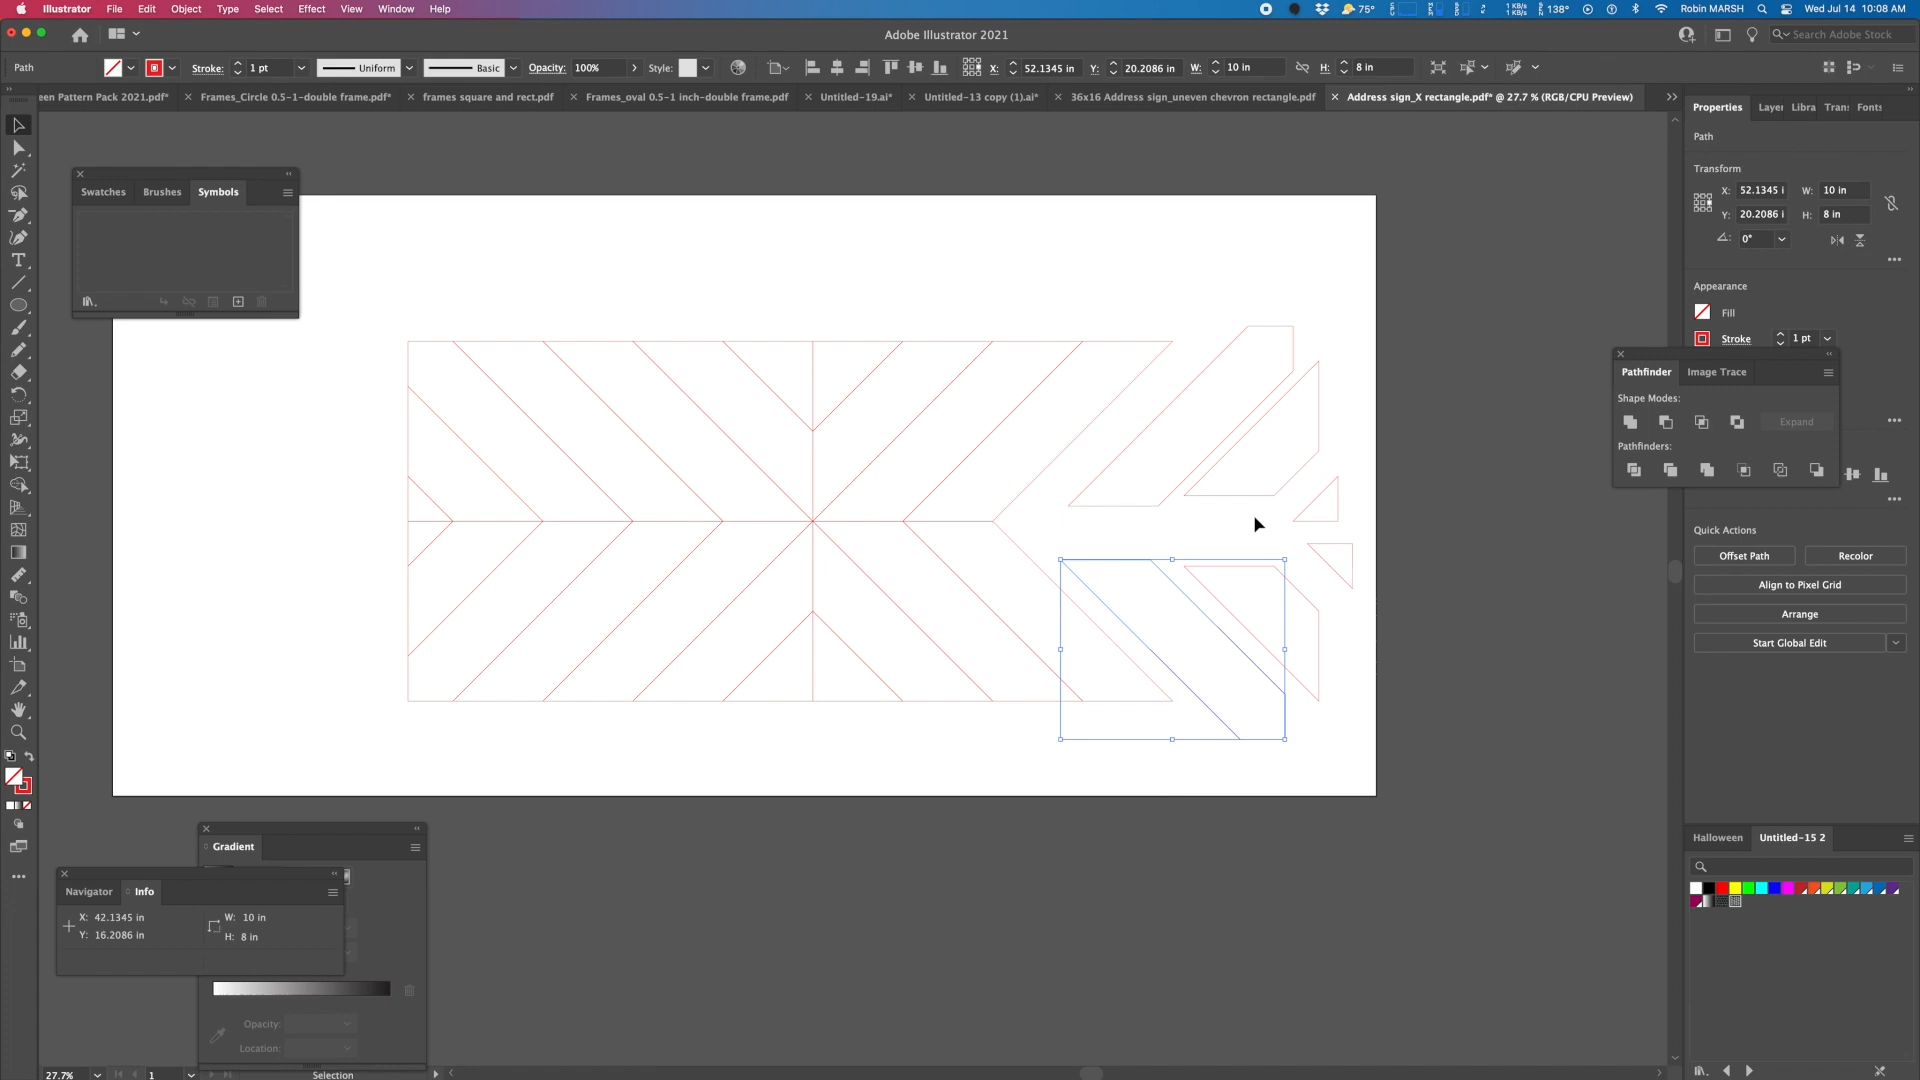 Illustrator File Edit Object Type Select Effect View Window Help
75° 1 KB/s 1 KB/s 138° Robin MARSH Wed Jul 14 10:08 AM
Adobe Illustrator 2021
Search Adobe Stock
Path Stroke: 1 pt Uniform Basic Opacity: 100% Style: X: 52.1345 in Y: 20.2086 in W: 10 in H: 8 in
een Pattern Pack 2021.pdf* Frames_Circle 0.5-1-double frame.pdf* frames square and rect.pdf Frames_oval 0.5-1 inch-double frame.pdf Untitled-19.ai* Untitled-13 copy (1).ai* 36x16 Address sign_uneven chevron rectangle.pdf Address sign_X rectangle.pdf* @ 27.7 % (RGB/CPU Preview)
Properties Layer Libra Tran: Fonts
Path
Transform
X: 52.1345 i W: 10 in
Y: 20.2086 i H: 8 in
0°
Appearance
Fill
Stroke 1 pt
Swatches Brushes Symbols
Pathfinder Image Trace
Shape Modes:
Expand
Pathfinders:
Quick Actions
Offset Path Recolor
Align to Pixel Grid
Arrange
Start Global Edit
Halloween Untitled-15 2
Gradient
Navigator Info
X: 42.1345 in W: 10 in
Y: 16.2086 in H: 8 in
Opacity:
Location:
27.7% 1 Selection